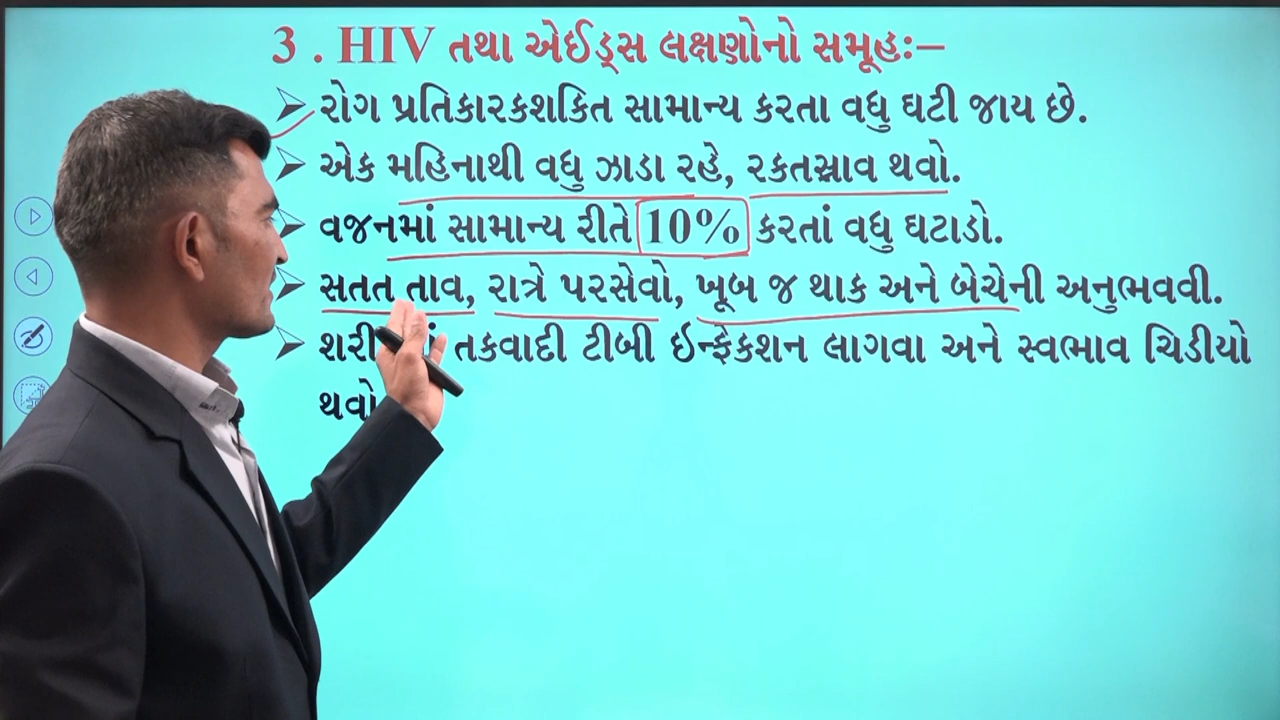 3 . HIV તથા એઈડ્સ લક્ષણોનો સમૂહઃ–
➢ રોગ પ્રતિકારકશકિત સામાન્ય કરતા વધુ ઘટી જાય છે.
➢ એક મહિનાથી વધુ ઝાડા રહે, રકતસ્રાવ થવો.
➢ વજનમાં સામાન્ય રીતે 10% કરતાં વધુ ઘટાડો.
➢ સતત તાવ, રાત્રે પરસેવો, ખૂબ જ થાક અને બેચેની અનુભવવી.
➢ તકવાદી ટીબી ઇન્ફેકશન લાગવા અને સ્વભાવ ચિડીયો
થવો